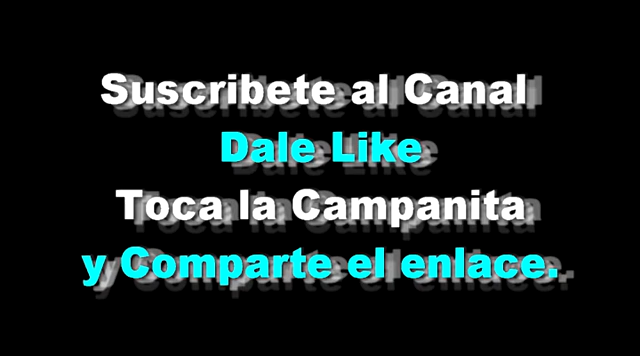 Suscribete al Canal
Dale Like
Toca la Campanita
y Comparte el enlace.